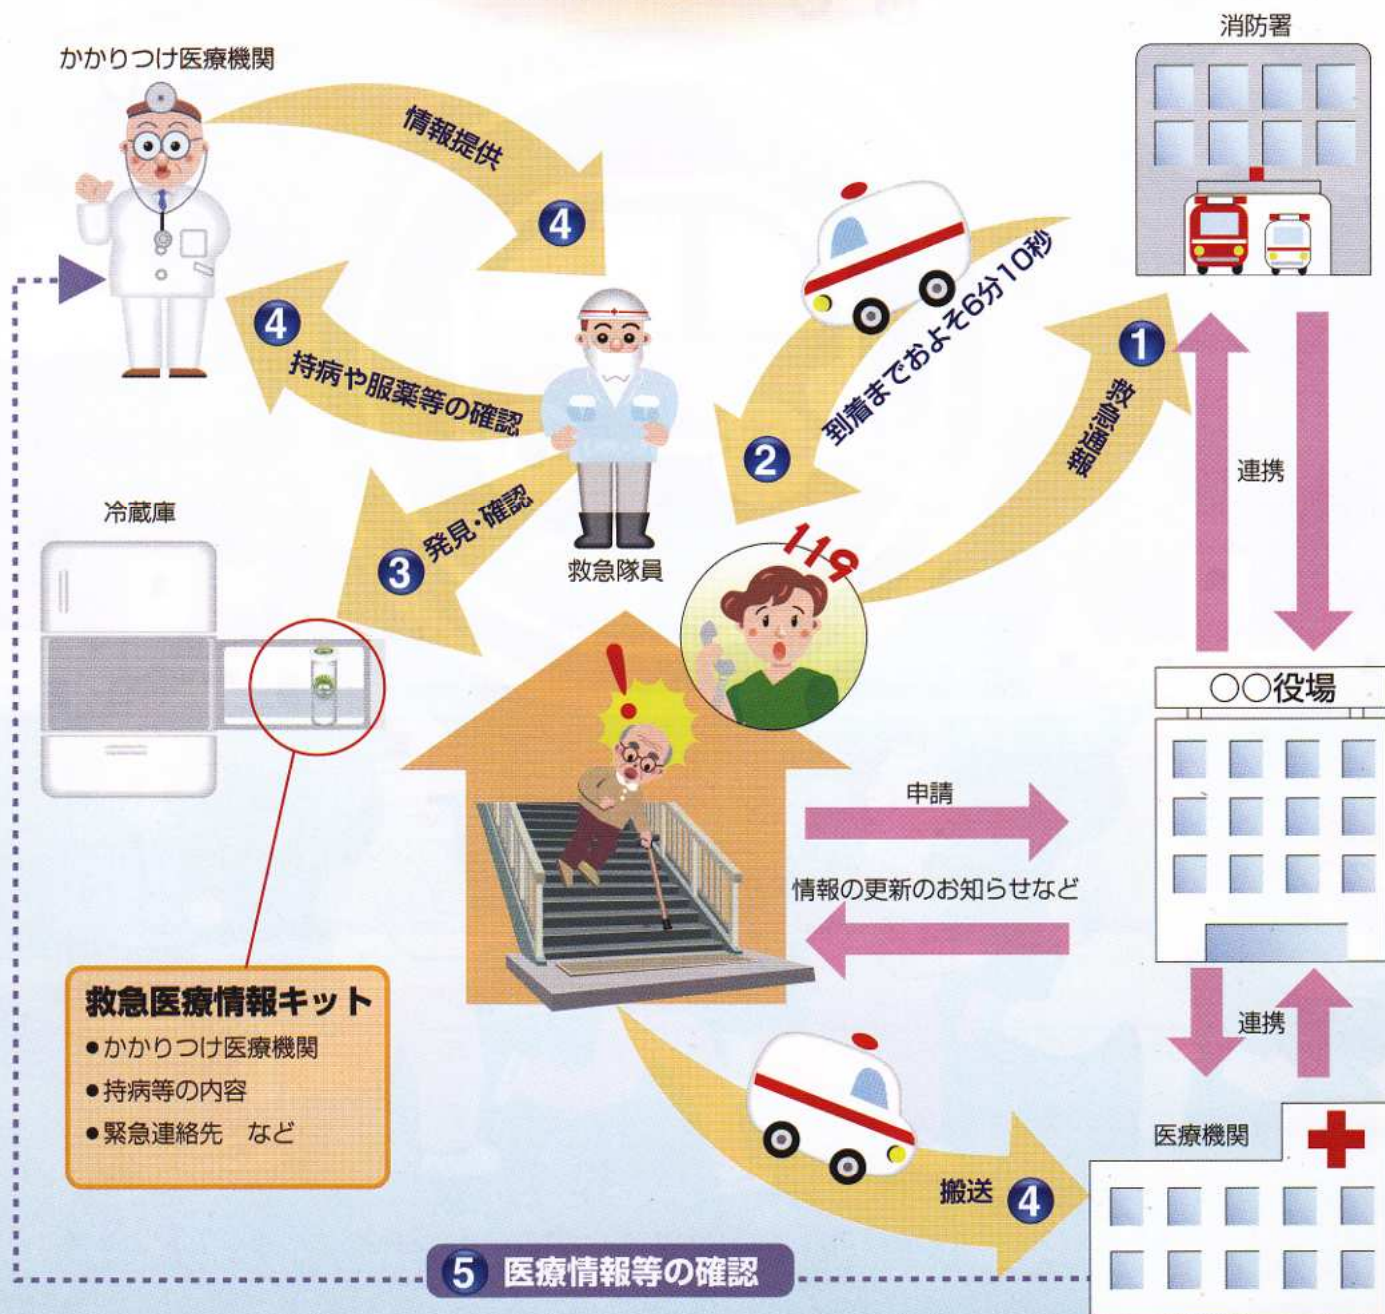 消防署
かかりつけ医療機関
情報提供
4
到着までおよそ6分10秒
1
救急通報
4
持病や服薬等の確認
2
連携
冷蔵庫
3
発見・確認
救急隊員
119
!
○○役場
申請
情報の更新のお知らせなど
救急医療情報キット
●かかりつけ医療機関
●持病等の内容
●緊急連絡先 など
連携
医療機関
搬送
4
5 医療情報等の確認